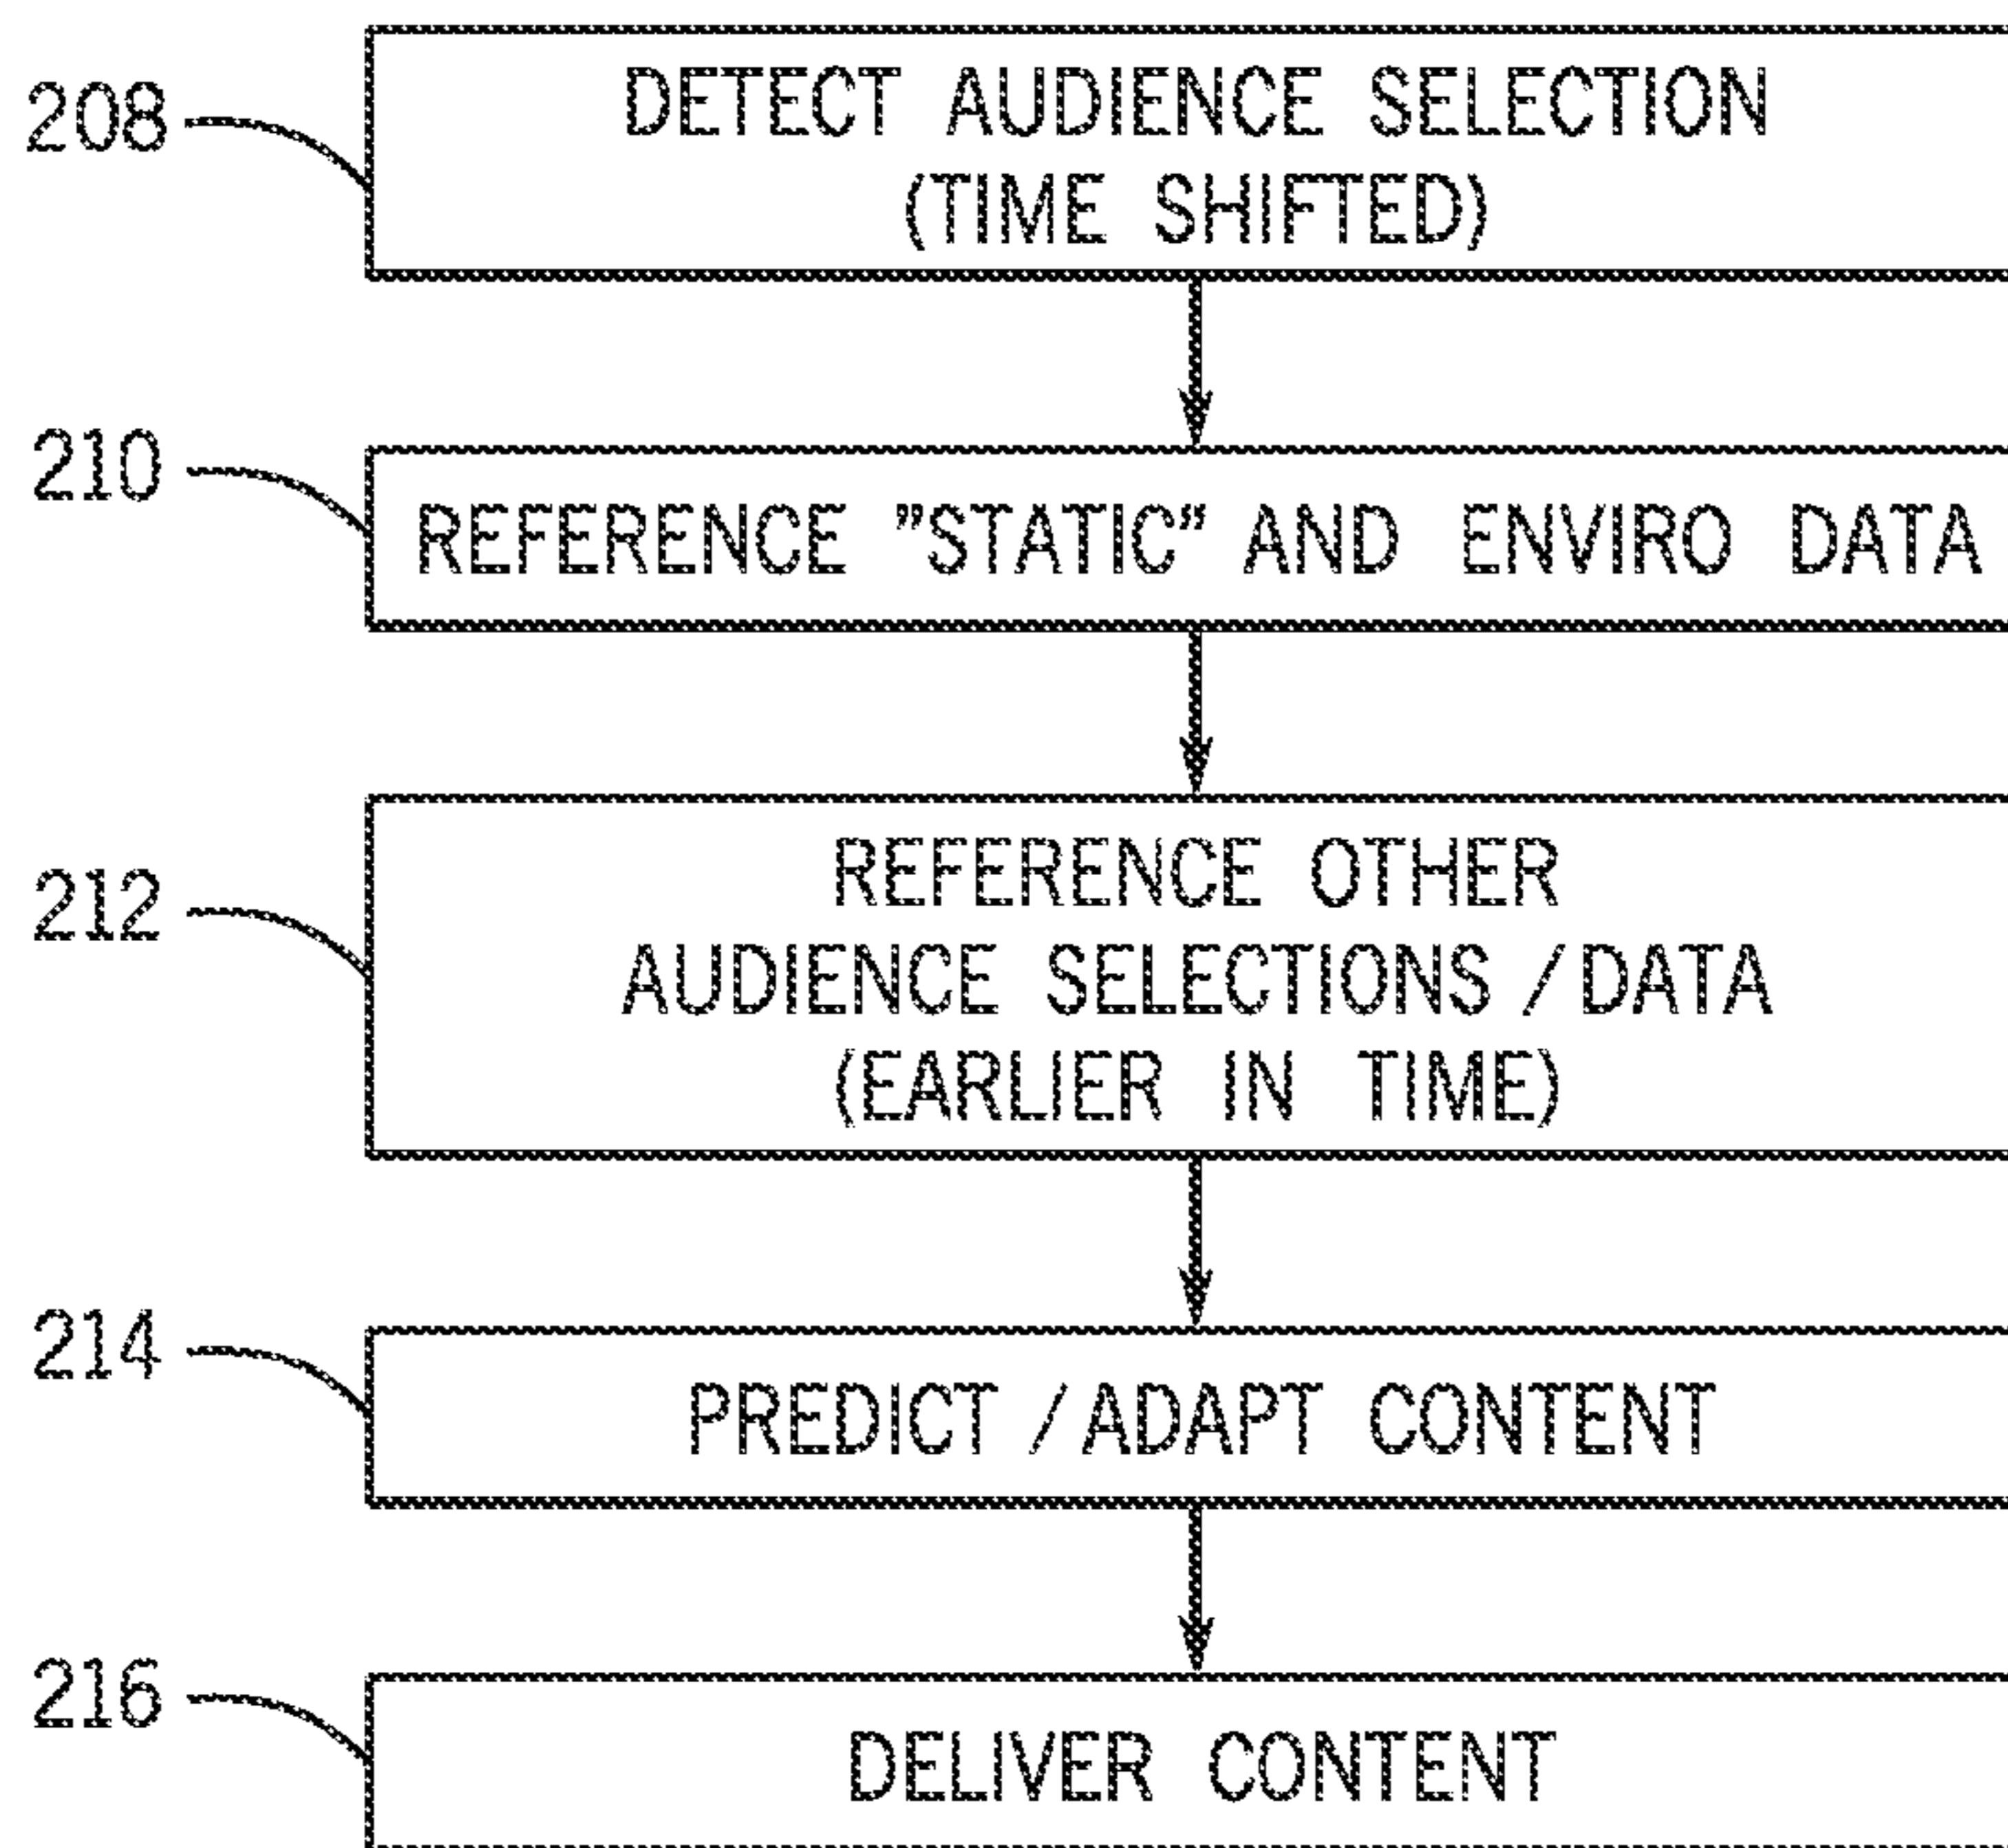 208
DETECT AUDIENCE SELECTION
(TIME SHIFTED)
210
REFERENCE "STATIC" AND ENVIRO DATA
212
REFERENCE OTHER
AUDIENCE SELECTIONS / DATA
(EARLIER IN TIME)
214
PREDICT / ADAPT CONTENT
216
DELIVER CONTENT